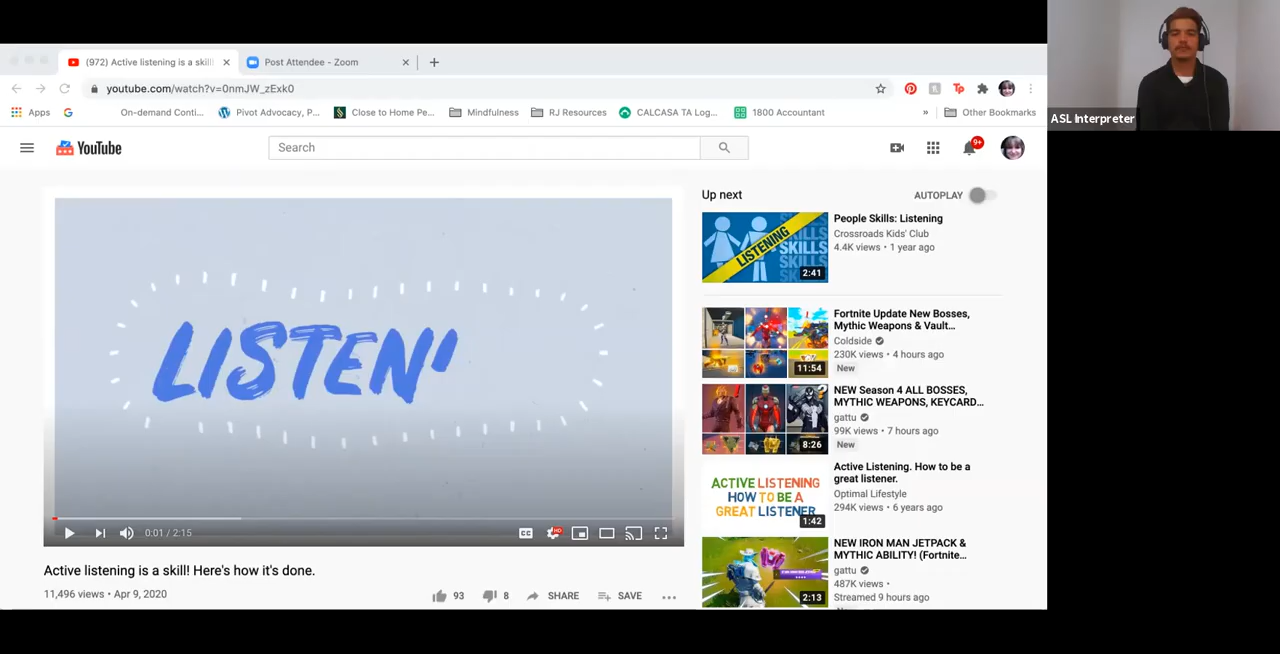 (972) Active listening is a skill!
Post Attendee - Zoom
youtube.com/watch?v=0nmJW_zExk0
Apps
On-demand Conti...
Pivot Advocacy, P...
Close to Home Pe...
Mindfulness
RJ Resources
CALCASA TA Log...
1800 Accountant
»
Other Bookmarks
ASL Interpreter
YouTube
Search
9+
LISTEN
CC
HD
0:01 / 2:15
Active listening is a skill! Here's how it's done.
11,496 views • Apr 9, 2020
93
8
SHARE
SAVE
Up next
AUTOPLAY
LISTENING
SKILLS
2:41
People Skills: Listening
Crossroads Kids' Club
4.4K views • 1 year ago
11:54
Fortnite Update New Bosses,
Mythic Weapons & Vault...
Coldside
230K views • 4 hours ago
New
8:26
NEW Season 4 ALL BOSSES,
MYTHIC WEAPONS, KEYCARD...
gattu
99K views • 7 hours ago
New
ACTIVE LISTENING
HOW TO BE A
GREAT LISTENER
1:42
Active Listening. How to be a
great listener.
Optimal Lifestyle
294K views • 6 years ago
2:13
NEW IRON MAN JETPACK &
MYTHIC ABILITY! (Fortnite...
gattu
487K views •
Streamed 9 hours ago